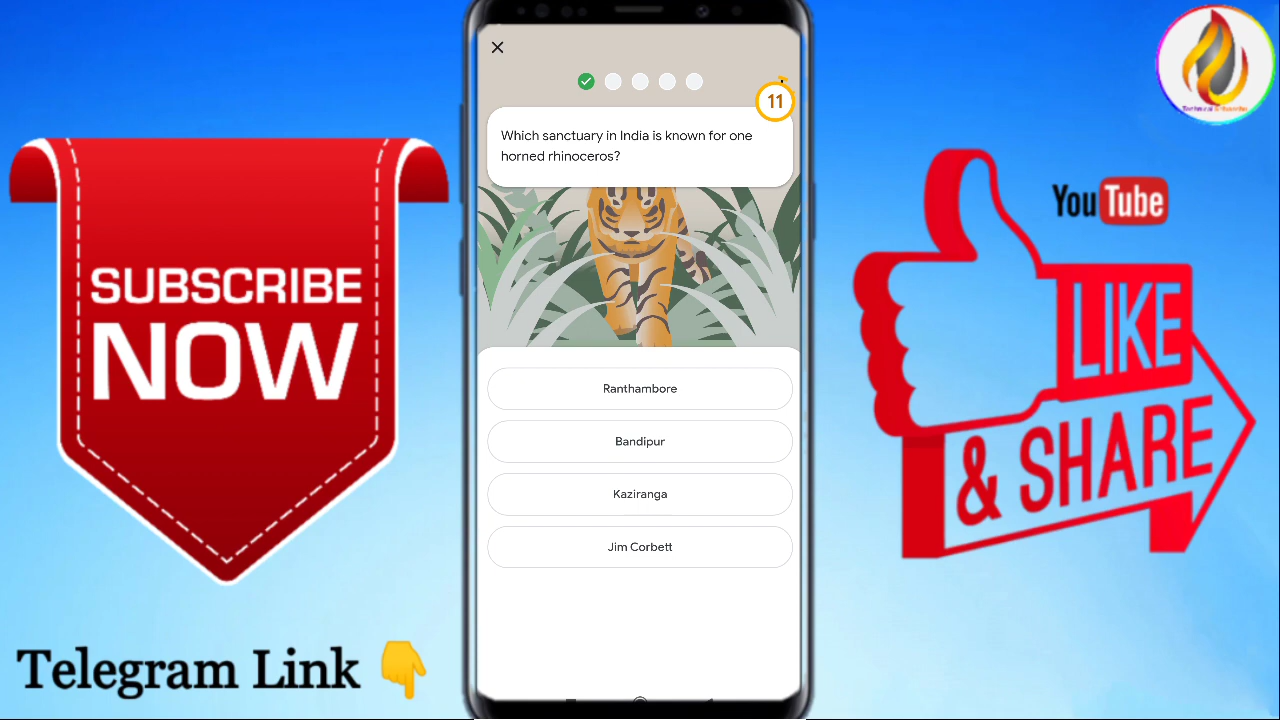 11
Which sanctuary in India is known for one
horned rhinoceros?
Ranthambore
Bandipur
Kaziranga
Jim Corbett
SUBSCRIBE
NOW
Telegram Link 👇
YouTube
LIKE
& SHARE